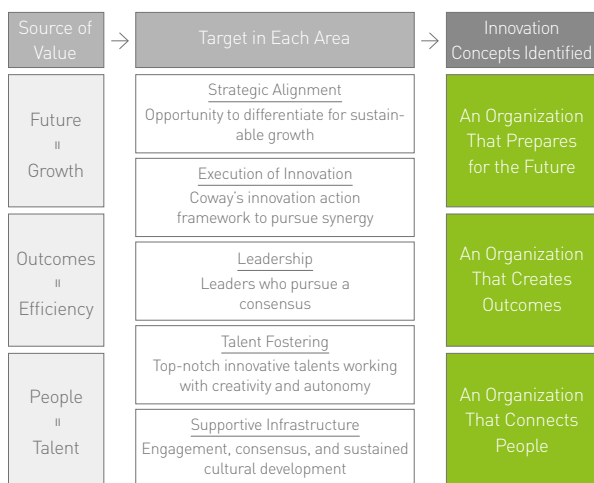 Source of
Value
Target in Each Area
Innovation
Concepts Identified
Future
=
Growth
Outcomes
=
Efficiency
People
=
Talent
Strategic Alignment
Opportunity to differentiate for sustain-
able growth
Execution of Innovation
Coway's innovation action
framework to pursue synergy
Leadership
Leaders who pursue a
consensus
Talent Fostering
Top-notch innovative talents working
with creativity and autonomy
Supportive Infrastructure
Engagement, consensus, and sustained
cultural development
An Organization
That Prepares
for the Future
An Organization
That Creates
Outcomes
An Organization
That Connects
People